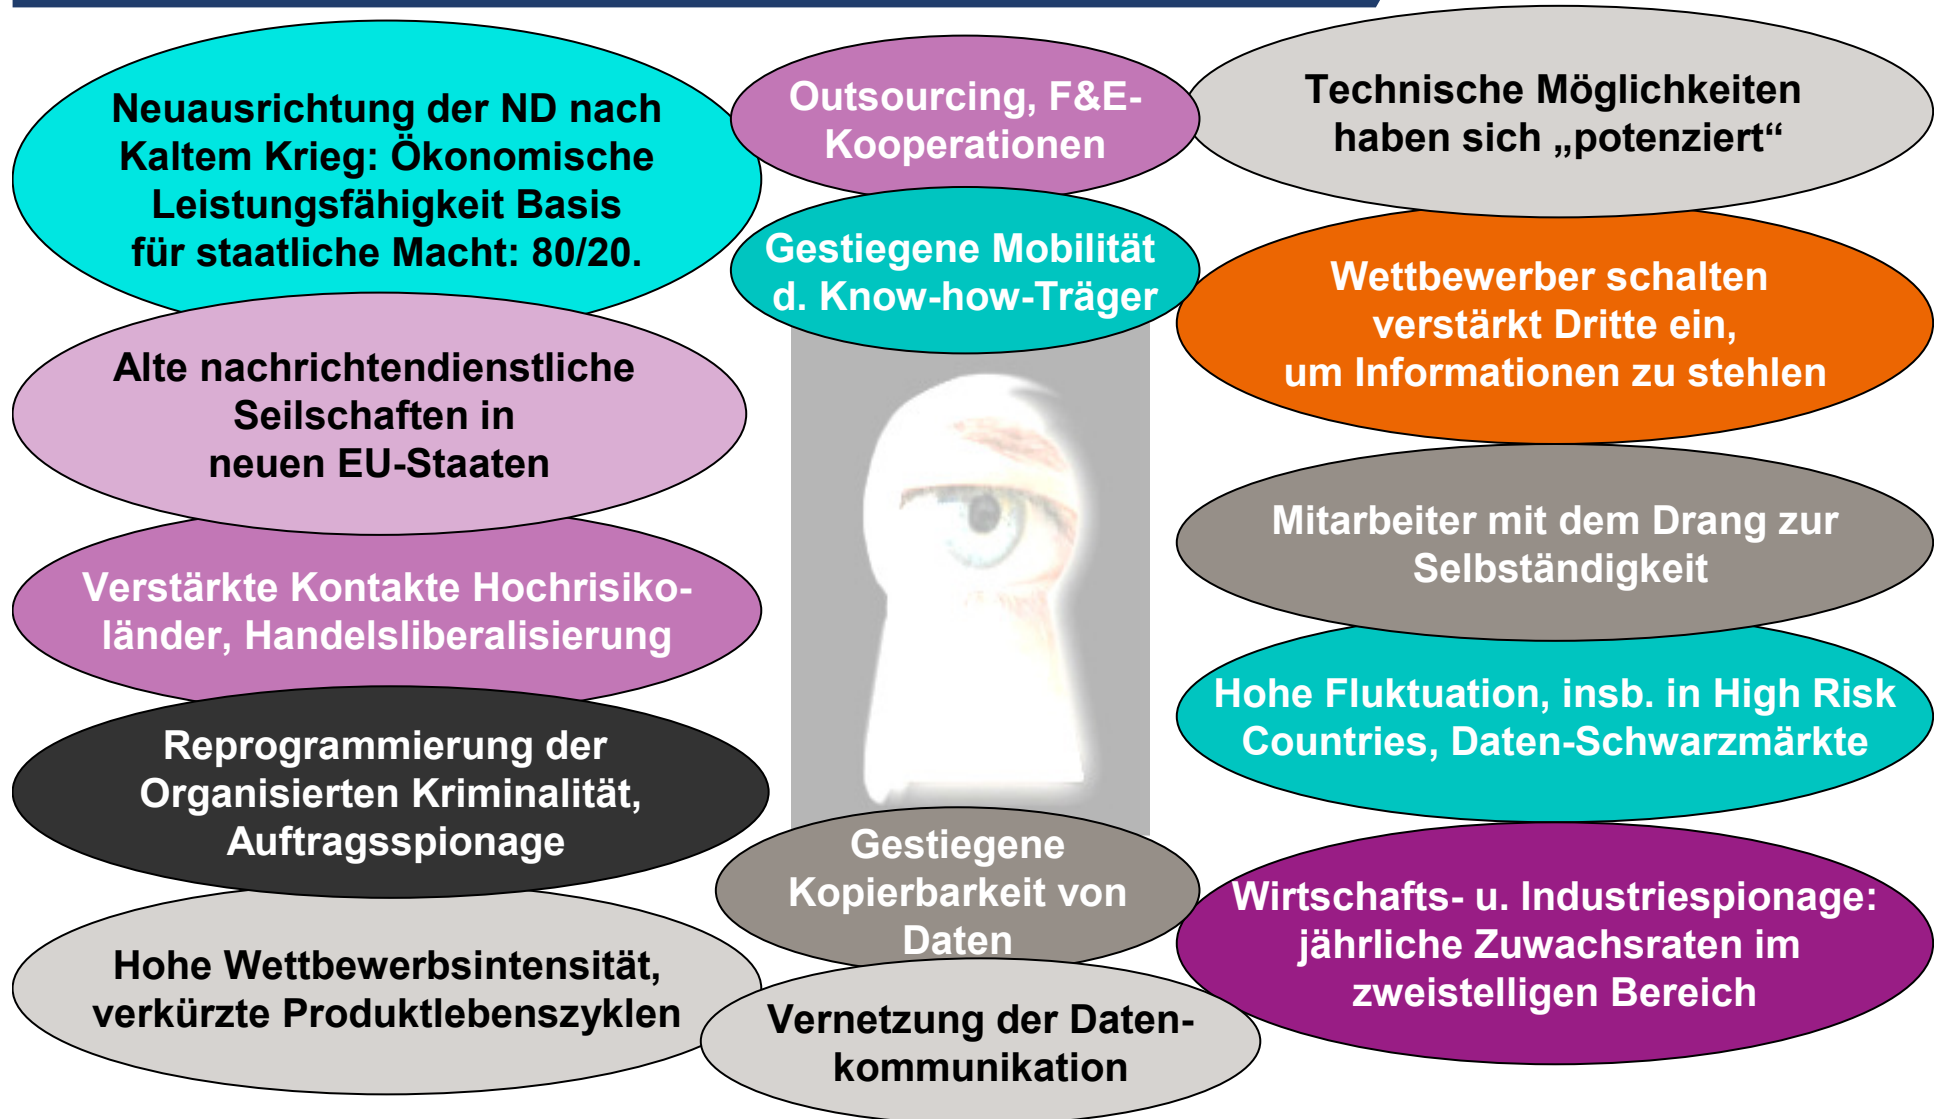 Neuausrichtung der ND nach
Kaltem Krieg: Ökonomische
Leistungsfähigkeit Basis
für staatliche Macht: 80/20.
Alte nachrichtendienstliche
Seilschaften in
neuen EU-Staaten
Verstärkte Kontakte Hochrisiko-
länder, Handelsliberalisierung
Reprogrammierung der
Organisierten Kriminalität,
Auftragsspionage
Hohe Wettbewerbsintensität,
verkürzte Produktlebenszyklen
Outsourcing, F&E-
Kooperationen
Gestiegene Mobilität
d. Know-how-Träger
Gestiegene
Kopierbarkeit von
Daten
Vernetzung der Daten-
kommunikation
Technische Möglichkeiten
haben sich „potenziert“
Wettbewerber schalten
verstärkt Dritte ein,
um Informationen zu stehlen
Mitarbeiter mit dem Drang zur
Selbständigkeit
Hohe Fluktuation, insb. in High Risk
Countries, Daten-Schwarzmärkte
Wirtschafts- u. Industriespionage:
jährliche Zuwachsraten im
zweistelligen Bereich